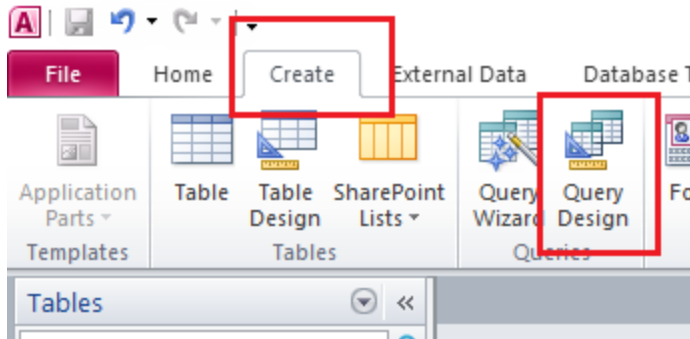 A
File Home Create External Data Database
Application Parts
Table
Table Design
SharePoint Lists
Query Wizard
Query Design
Templates
Tables
Queries
Tables